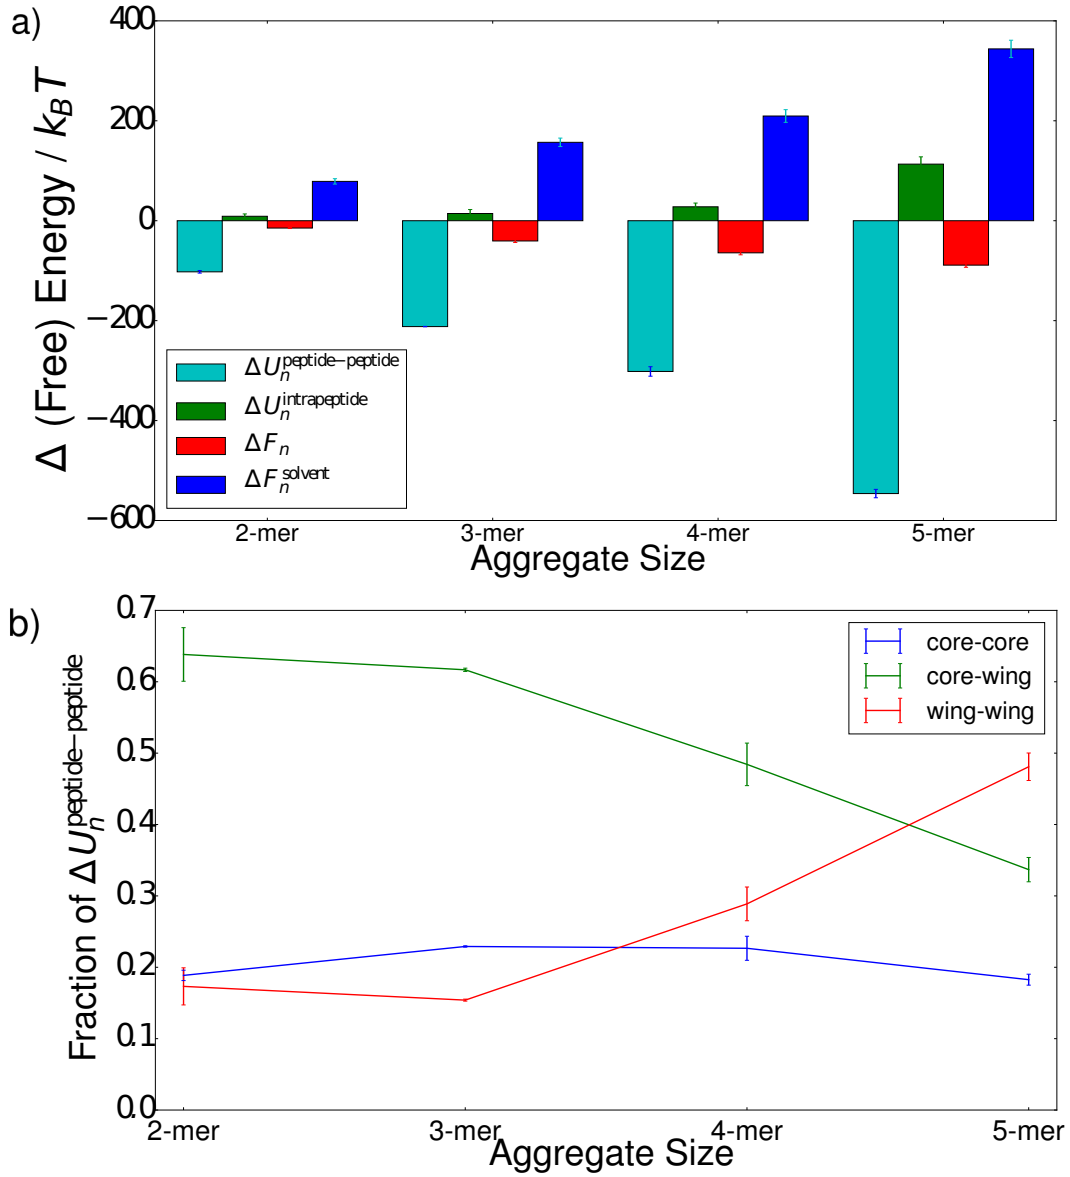 a)
Δ (Free) Energy / k_BT
400
200
0
−200
−400
−600
ΔU_n^peptide−peptide
ΔU_n^intrapeptide
ΔF_n
ΔF_n^solvent
2-mer 3-mer 4-mer 5-mer
Aggregate Size
b)
Fraction of ΔU_n^peptide−peptide
0.7
0.6
0.5
0.4
0.3
0.2
0.1
0.0
core-core
core-wing
wing-wing
2-mer 3-mer 4-mer 5-mer
Aggregate Size